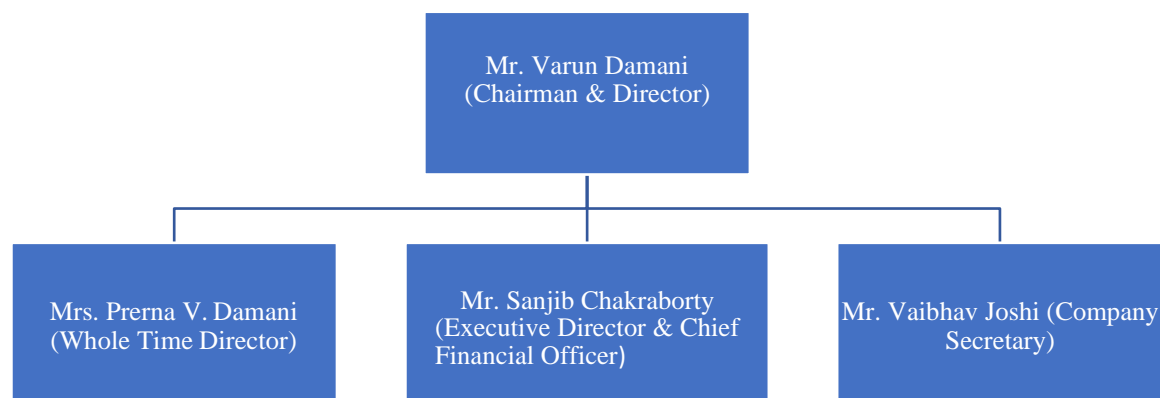 Mr. Varun Damani
(Chairman & Director)
Mrs. Prerna V. Damani
(Whole Time Director)
Mr. Sanjib Chakraborty
(Executive Director & Chief
Financial Officer)
Mr. Vaibhav Joshi (Company
Secretary)